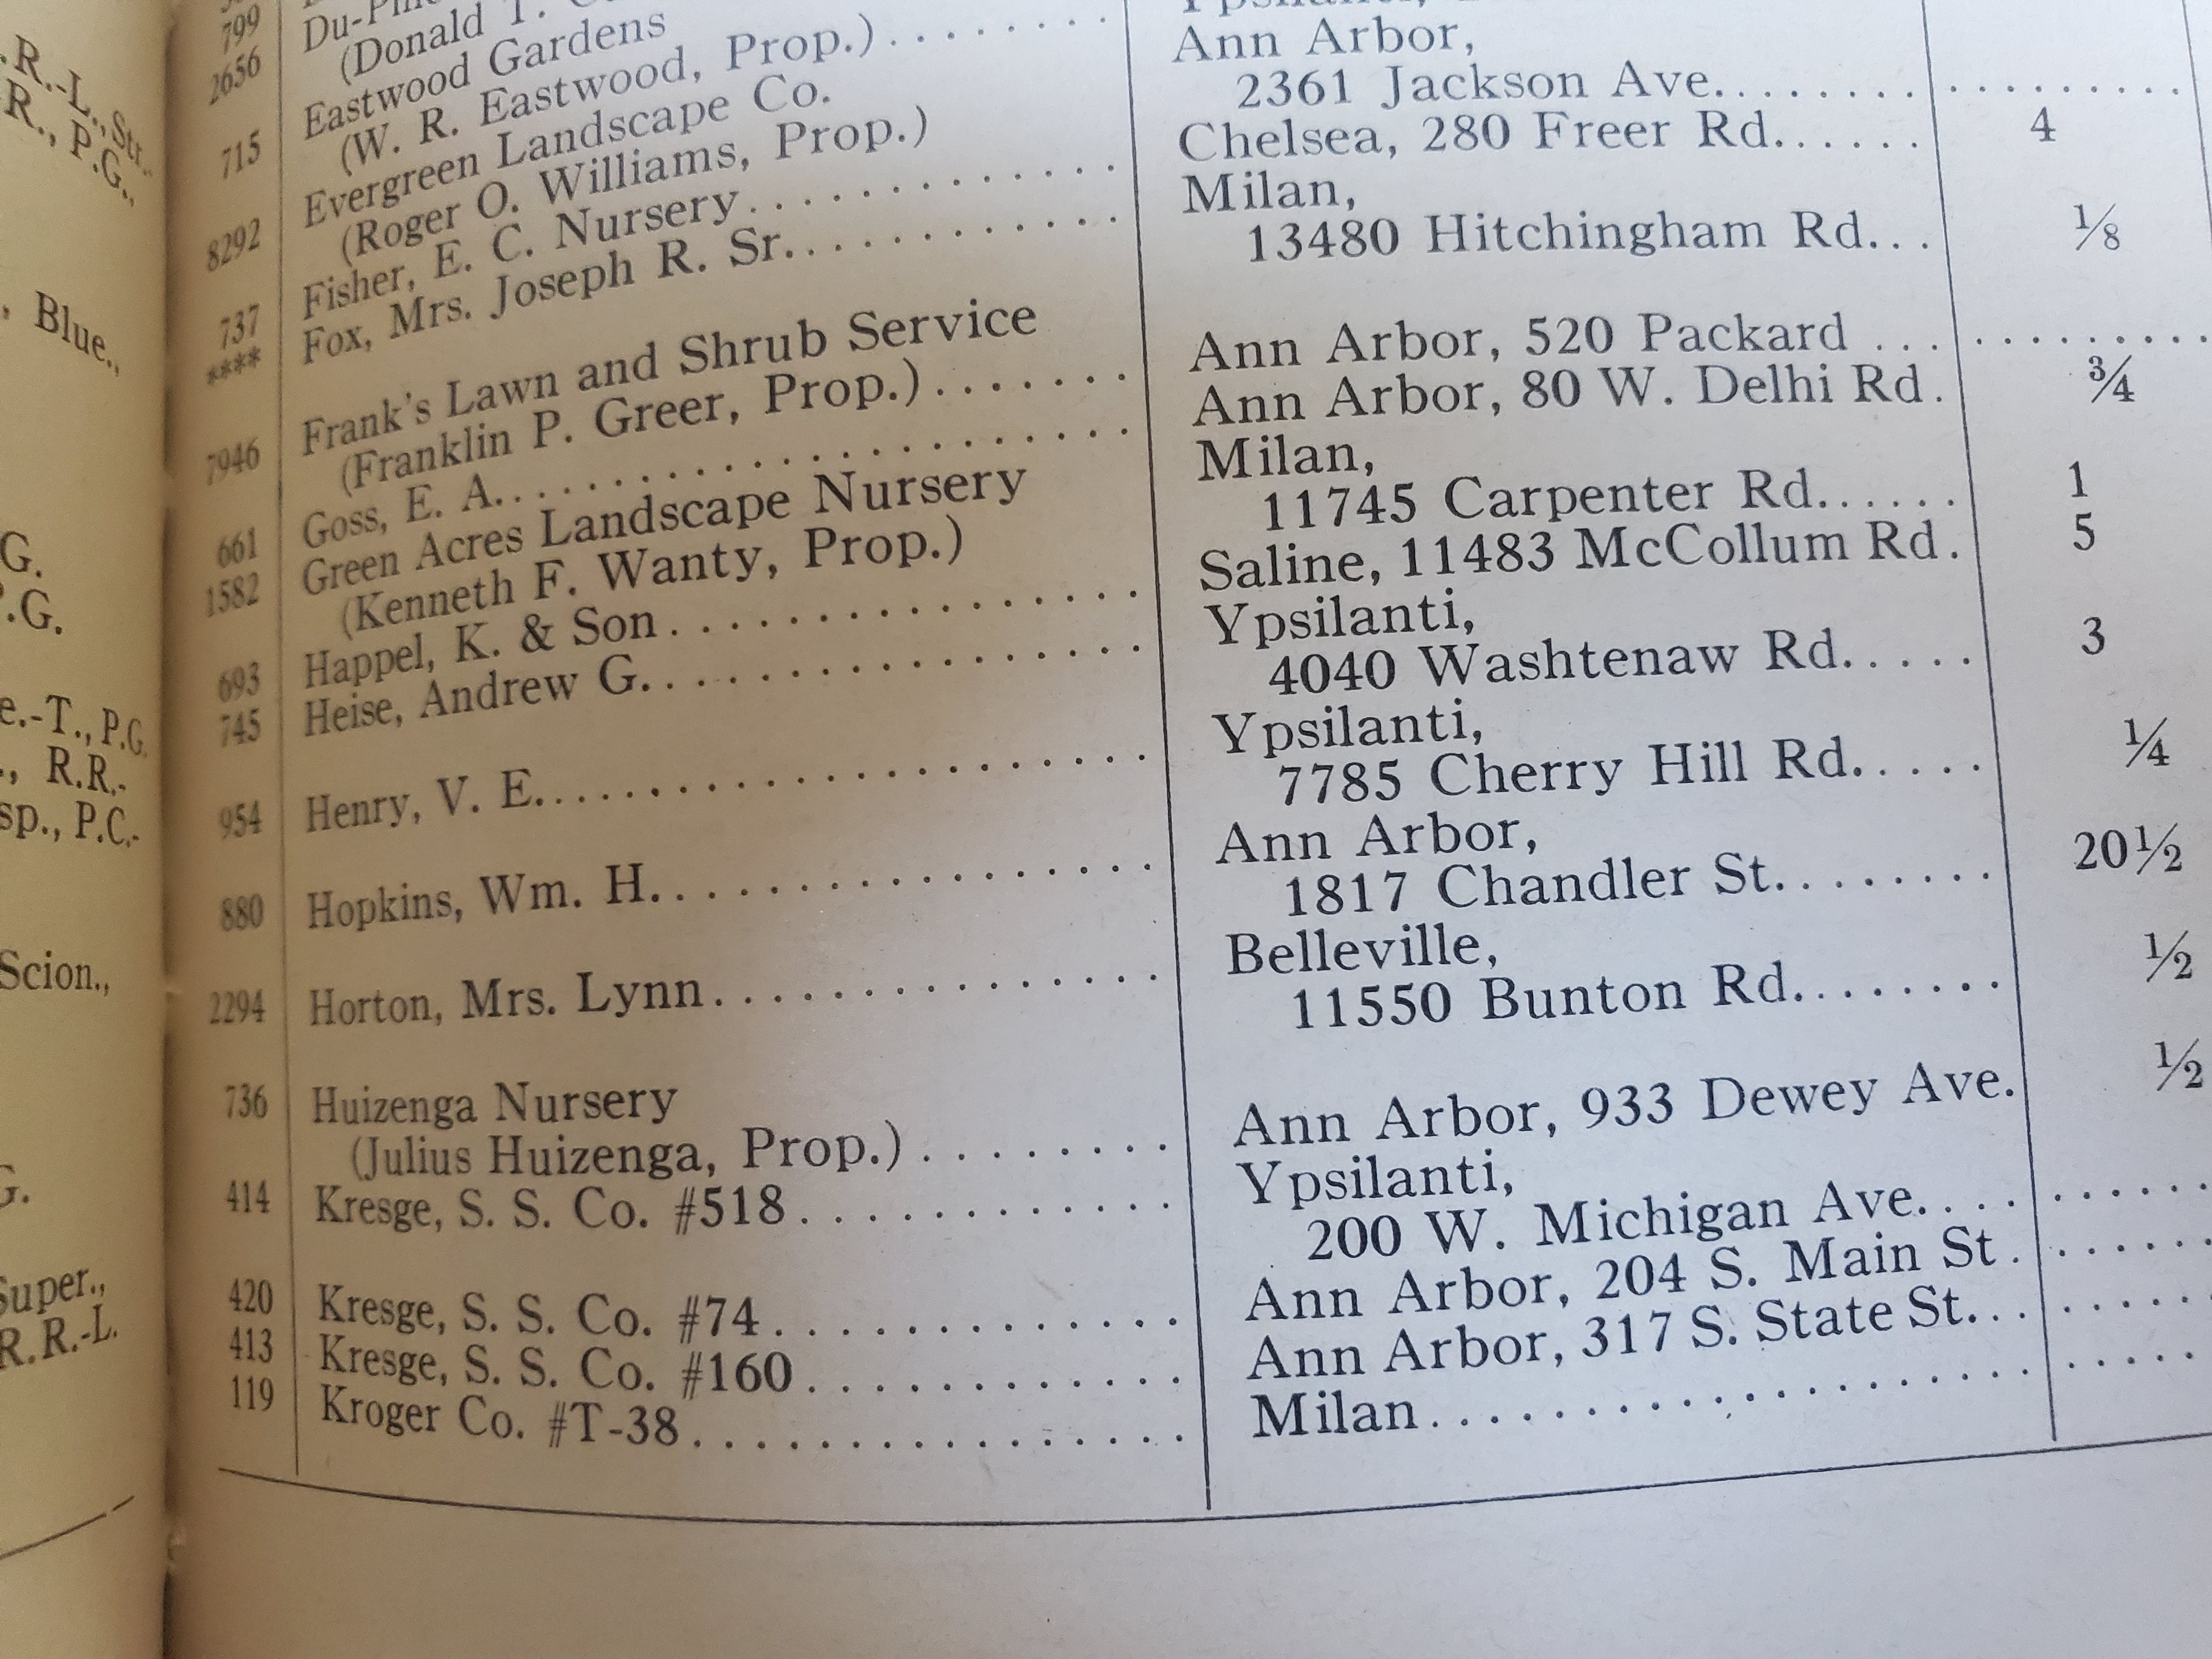 R.-L., Str.,
R., P.G.,
Blue.,
G.
P.G.
e.-T., P.G.
R.R.-
sp., P.C.-
Scion.,
G.
Super.,
R.R.-L.
799
2656
(Donald T.
715 Eastwood Gardens
(W. R. Eastwood, Prop.)........
8292 Evergreen Landscape Co. Ann Arbor,
(Roger O. Williams, Prop.) 2361 Jackson Ave.................
737 Fisher, E. C. Nursery............ Chelsea, 280 Freer Rd...... 4
**** Fox, Mrs. Joseph R. Sr............ Milan,
13480 Hitchingham Rd... ⅛
7946 Frank's Lawn and Shrub Service
(Franklin P. Greer, Prop.)....... Ann Arbor, 520 Packard ............
661 Goss, E. A..................... Ann Arbor, 80 W. Delhi Rd. ¾
1582 Green Acres Landscape Nursery Milan,
(Kenneth F. Wanty, Prop.) 11745 Carpenter Rd...... 1
693 Happel, K. & Son............... Saline, 11483 McCollum Rd. 5
745 Heise, Andrew G................ Ypsilanti,
4040 Washtenaw Rd..... 3
954 Henry, V. E.................... Ypsilanti,
7785 Cherry Hill Rd..... ¼
880 Hopkins, Wm. H................ Ann Arbor,
1817 Chandler St........ 20½
2294 Horton, Mrs. Lynn............. Belleville,
11550 Bunton Rd........ ½
736 Huizenga Nursery
(Julius Huizenga, Prop.)........ Ann Arbor, 933 Dewey Ave. ½
414 Kresge, S. S. Co. #518............ Ypsilanti,
200 W. Michigan Ave...........
420 Kresge, S. S. Co. #74............. Ann Arbor, 204 S. Main St.......
413 Kresge, S. S. Co. #160............ Ann Arbor, 317 S. State St.........
119 Kroger Co. #T-38................ Milan.....................